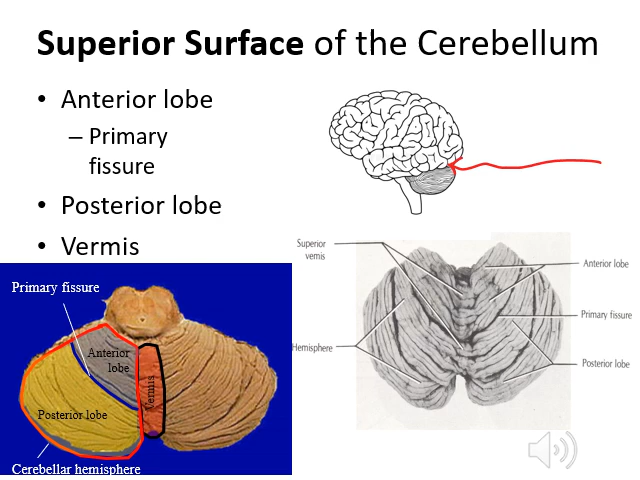 Superior Surface of the Cerebellum
• Anterior lobe
– Primary
fissure
• Posterior lobe
• Vermis
Primary fissure
Anterior
lobe
Vermis
Posterior lobe
Cerebellar hemisphere
Superior
vemis
Hemisphere
Anterior lobe
Primary fissure
Posterior lobe